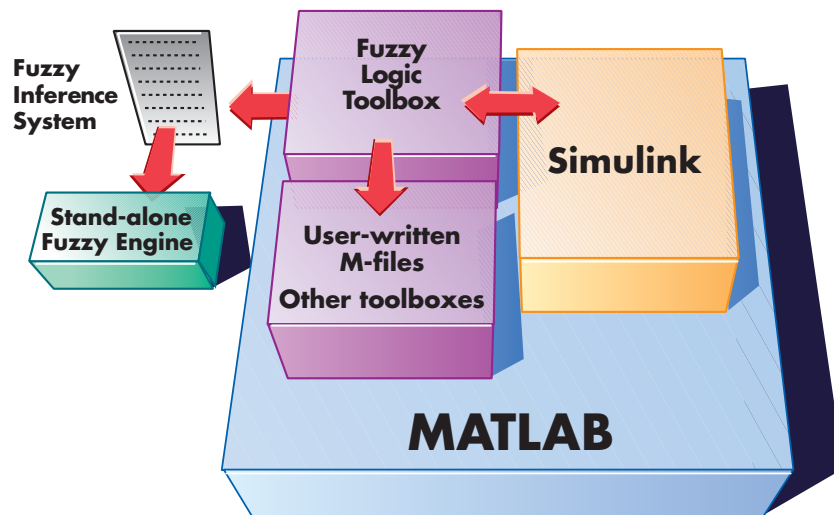 Fuzzy
Inference
System
Fuzzy
Logic
Toolbox
Simulink
Stand-alone
Fuzzy Engine
User-written
M-files
Other toolboxes
MATLAB